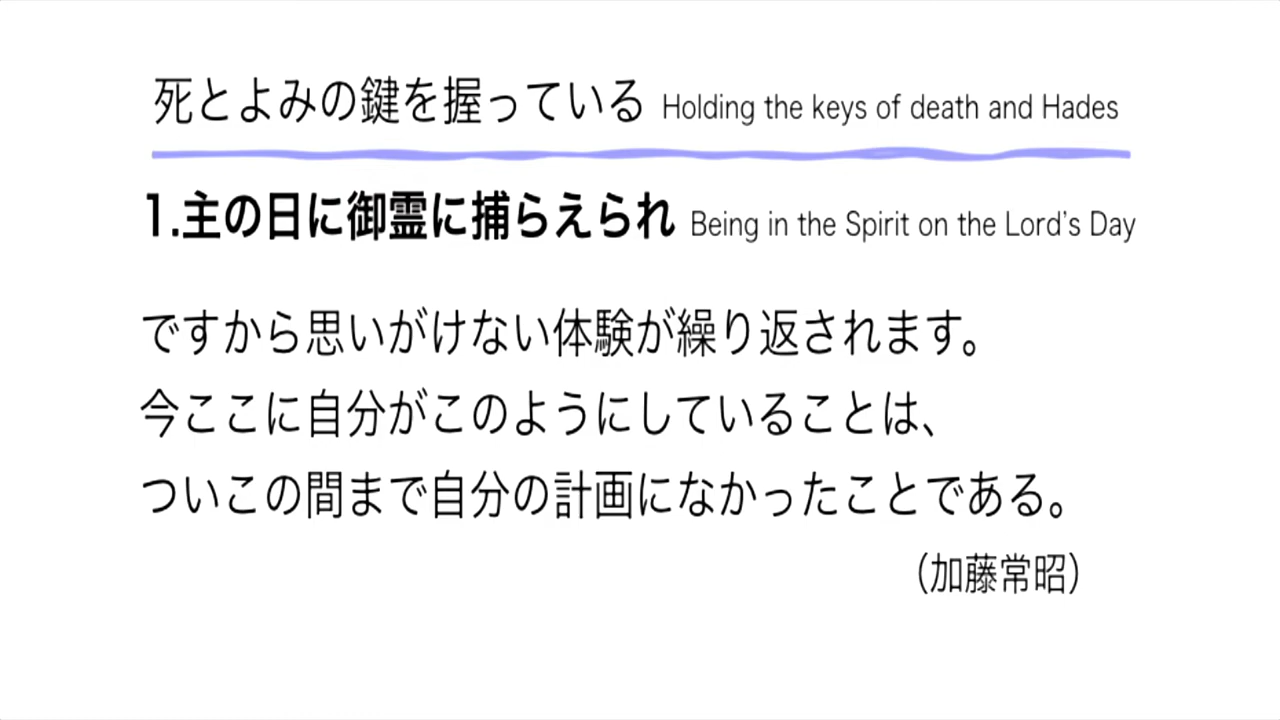 死とよみの鍵を握っている Holding the keys of death and Hades
1.主の日に御霊に捕らえられ Being in the Spirit on the Lord's Day
ですから思いがけない体験が繰り返されます。
今ここに自分がこのようにしていることは、
ついこの間まで自分の計画になかったことである。
（加藤常昭）